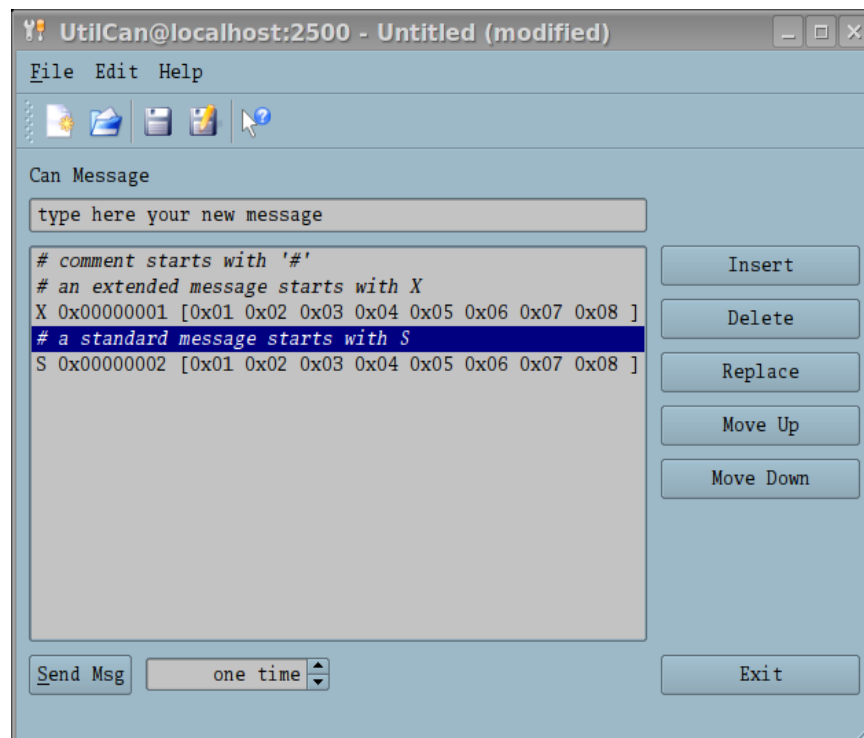 UtilCan@localhost:2500 - Untitled (modified)
File Edit Help
Can Message
type here your new message
# comment starts with '#'
# an extended message starts with X
X 0x00000001 [0x01 0x02 0x03 0x04 0x05 0x06 0x07 0x08 ]
# a standard message starts with S
S 0x00000002 [0x01 0x02 0x03 0x04 0x05 0x06 0x07 0x08 ]
Insert
Delete
Replace
Move Up
Move Down
Send Msg
one time
Exit